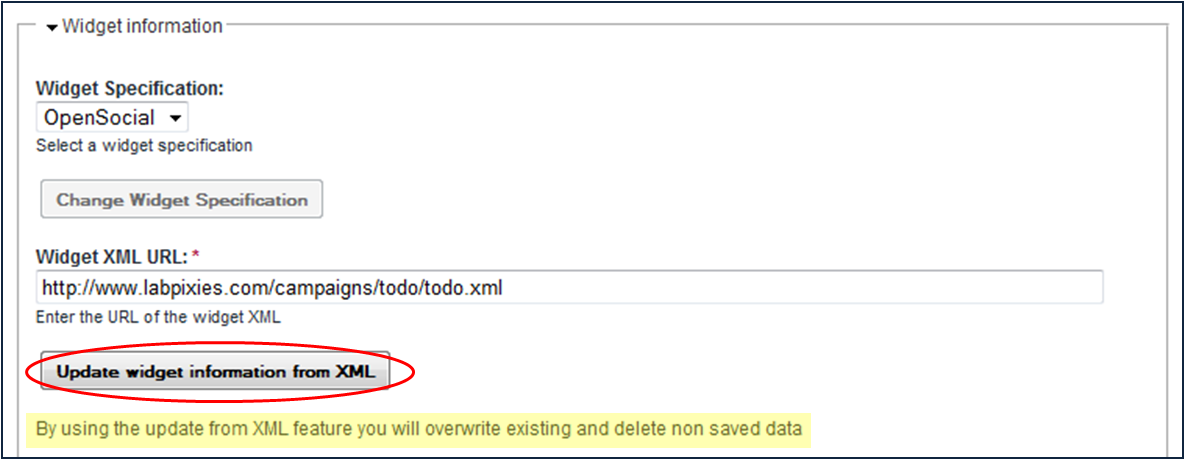 Widget information
Widget Specification:
OpenSocial
Select a widget specification
Change Widget Specification
Widget XML URL: *
http://www.labpixies.com/campaigns/todo/todo.xml
Enter the URL of the widget XML
Update widget information from XML
By using the update from XML feature you will overwrite existing and delete non saved data